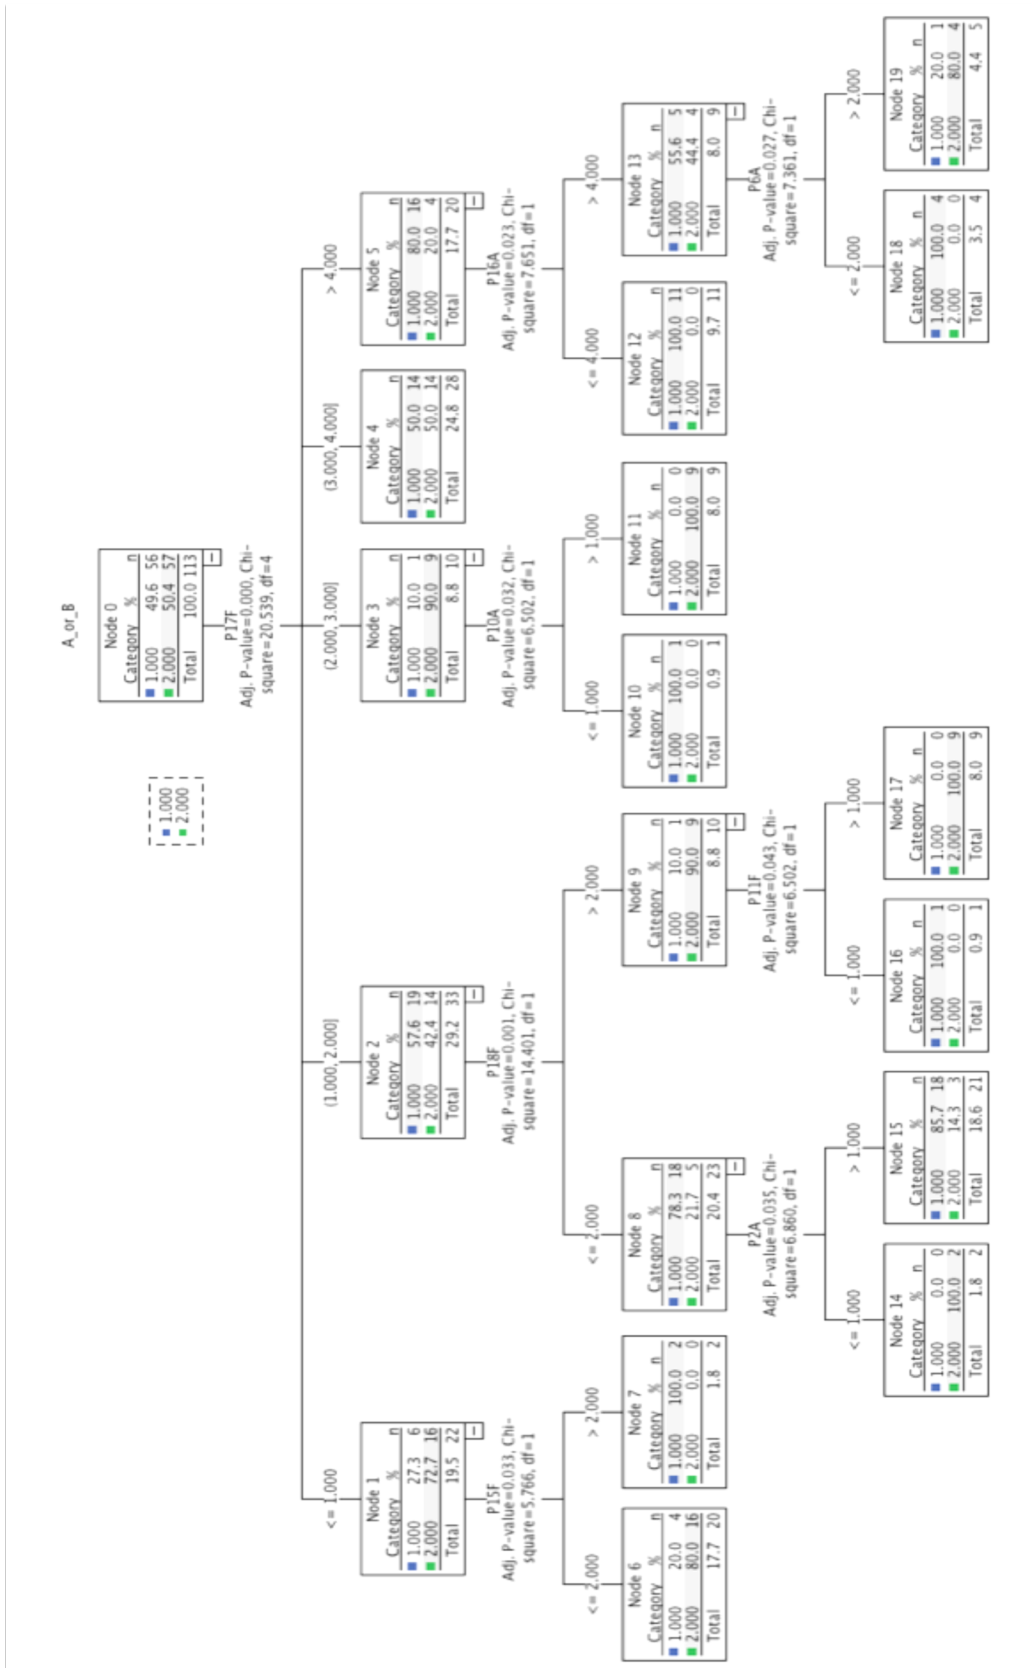 A_or_B
1.000
2.000
Node 0
Category % n
1.000 49.6 56
2.000 50.4 57
Total 100.0 113
P17F
Adj. P-value=0.000, Chi-
square=20.539, df=4
<= 1.000
(1.000, 2.000]
(2.000, 3.000]
(3.000, 4.000]
> 4.000
Node 1
Category % n
1.000 27.3 6
2.000 72.7 16
Total 19.5 22
P15F
Adj. P-value=0.033, Chi-
square=5.766, df=1
Node 2
Category % n
1.000 57.6 19
2.000 42.4 14
Total 29.2 33
P18F
Adj. P-value=0.001, Chi-
square=14.401, df=1
Node 3
Category % n
1.000 10.0 1
2.000 90.0 9
Total 8.8 10
P10A
Adj. P-value=0.032, Chi-
square=6.502, df=1
Node 4
Category % n
1.000 50.0 14
2.000 50.0 14
Total 24.8 28
Node 5
Category % n
1.000 80.0 16
2.000 20.0 4
Total 17.7 20
P16A
Adj. P-value=0.023, Chi-
square=7.651, df=1
<= 2.000
> 2.000
<= 2.000
> 2.000
<= 1.000
> 1.000
<= 4.000
> 4.000
Node 6
Category % n
1.000 20.0 4
2.000 80.0 16
Total 17.7 20
Node 7
Category % n
1.000 100.0 2
2.000 0.0 0
Total 1.8 2
Node 8
Category % n
1.000 78.3 18
2.000 21.7 5
Total 20.4 23
P2A
Adj. P-value=0.035, Chi-
square=6.860, df=1
Node 9
Category % n
1.000 10.0 1
2.000 90.0 9
Total 8.8 10
P11F
Adj. P-value=0.043, Chi-
square=6.502, df=1
Node 10
Category % n
1.000 100.0 1
2.000 0.0 0
Total 0.9 1
Node 11
Category % n
1.000 0.0 0
2.000 100.0 9
Total 8.0 9
Node 12
Category % n
1.000 100.0 11
2.000 0.0 0
Total 9.7 11
Node 13
Category % n
1.000 55.6 5
2.000 44.4 4
Total 8.0 9
P6A
Adj. P-value=0.027, Chi-
square=7.361, df=1
<= 1.000
> 1.000
<= 1.000
> 1.000
<= 2.000
> 2.000
Node 14
Category % n
1.000 0.0 0
2.000 100.0 2
Total 1.8 2
Node 15
Category % n
1.000 85.7 18
2.000 14.3 3
Total 18.6 21
Node 16
Category % n
1.000 100.0 1
2.000 0.0 0
Total 0.9 1
Node 17
Category % n
1.000 0.0 0
2.000 100.0 9
Total 8.0 9
Node 18
Category % n
1.000 100.0 4
2.000 0.0 0
Total 3.5 4
Node 19
Category % n
1.000 20.0 1
2.000 80.0 4
Total 4.4 5